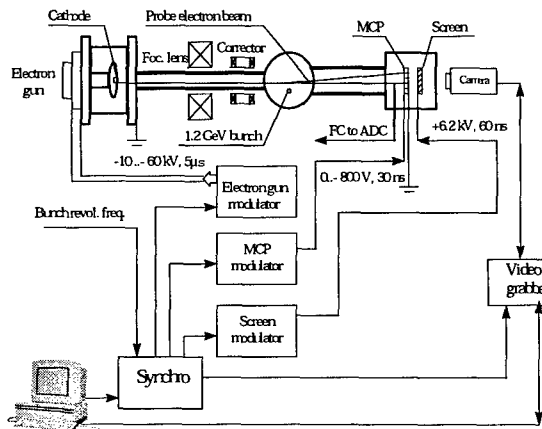 Cathode
Probe electron beam
MCP
Screen
Foc. lens
Corrector
Electron
gun
Camera
1.2 GeV bunch
FC to ADC
+6.2 kV, 60 ns
-10...- 60 kV, 5μs
0...- 800 V, 30 ns
Electron gun
modulator
Bunch revol. freq.
MCP
modulator
Video
grabbe
Screen
modulator
Synchro